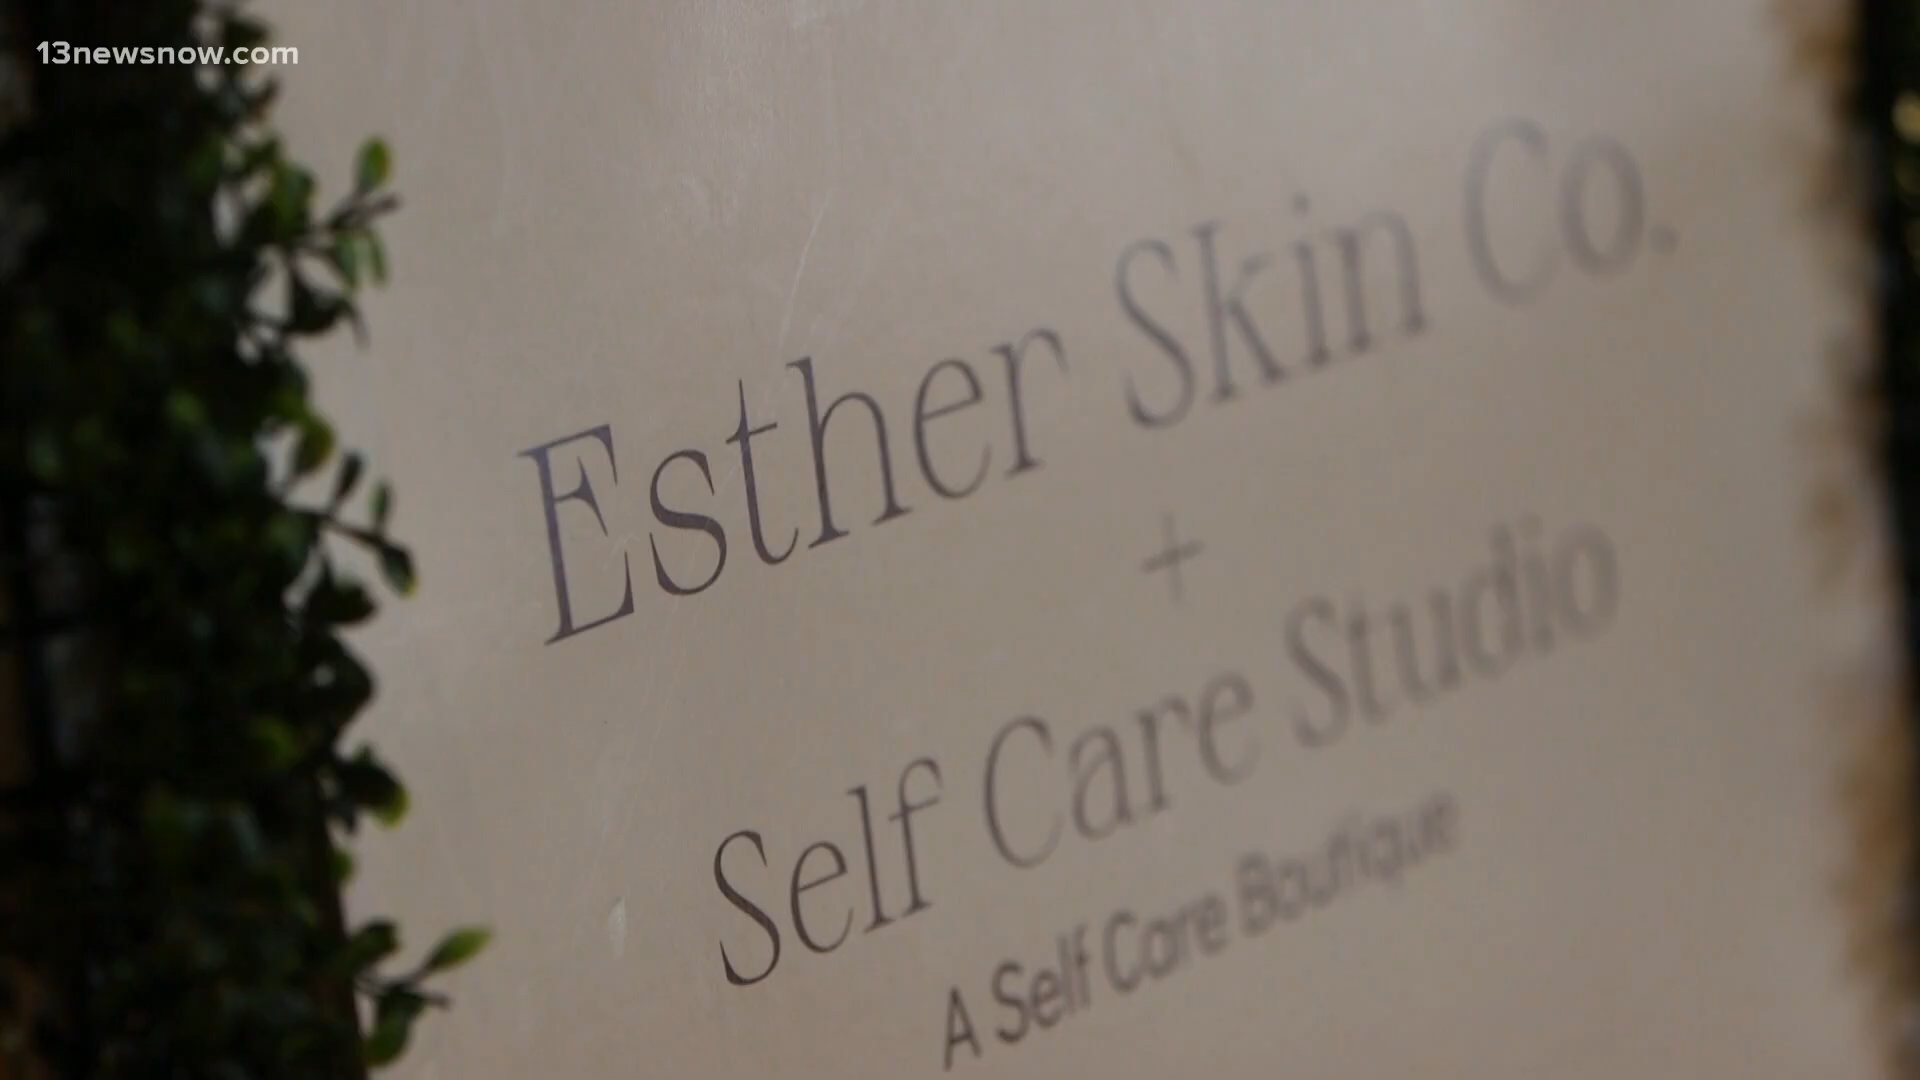 13newsnow.com
Esther Skin Co.
+
Self Care Studio
A Self Care Boutique